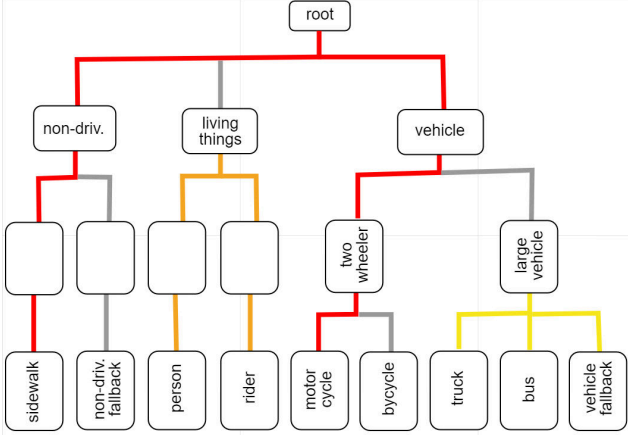 root
non-driv.
living
things
vehicle
two
wheeler
large
vehicle
sidewalk
non-driv.
fallback
person
rider
motor
cycle
bycycle
truck
bus
vehicle
fallback